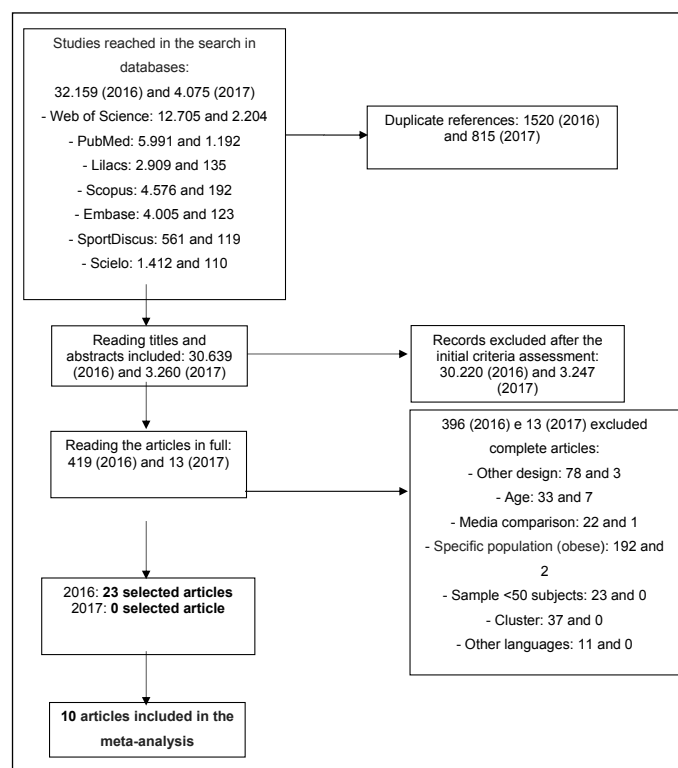 Studies reached in the search in
databases:
32.159 (2016) and 4.075 (2017)
- Web of Science: 12.705 and 2.204
- PubMed: 5.991 and 1.192
- Lilacs: 2.909 and 135
- Scopus: 4.576 and 192
- Embase: 4.005 and 123
- SportDiscus: 561 and 119
- Scielo: 1.412 and 110
Duplicate references: 1520 (2016)
and 815 (2017)
Reading titles and
abstracts included: 30.639
(2016) and 3.260 (2017)
Records excluded after the
initial criteria assessment:
30.220 (2016) and 3.247
(2017)
Reading the articles in full:
419 (2016) and 13 (2017)
396 (2016) e 13 (2017) excluded
complete articles:
- Other design: 78 and 3
- Age: 33 and 7
- Media comparison: 22 and 1
- Specific population (obese): 192 and
2
- Sample <50 subjects: 23 and 0
- Cluster: 37 and 0
- Other languages: 11 and 0
2016: 23 selected articles
2017: 0 selected article
10 articles included in the
meta-analysis